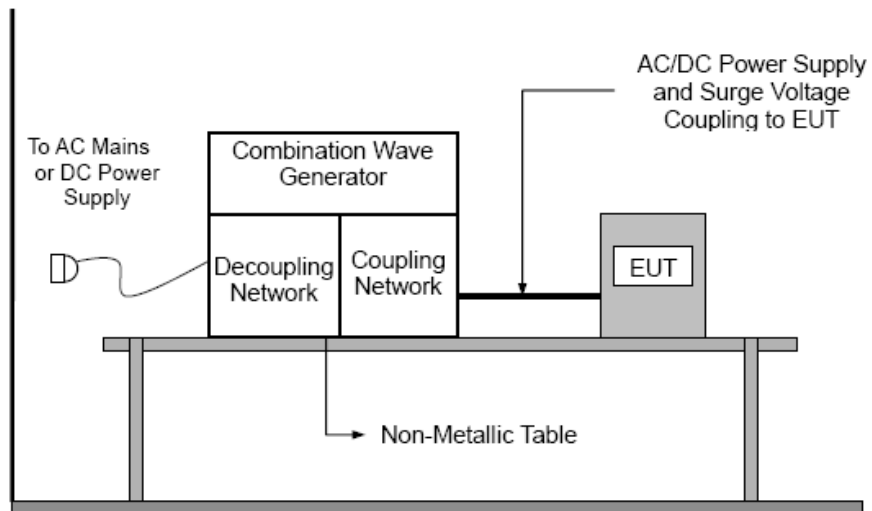 AC/DC Power Supply
and Surge Voltage
Coupling to EUT
To AC Mains
or DC Power
Supply
Combination Wave
Generator
Decoupling
Network
Coupling
Network
EUT
Non-Metallic Table